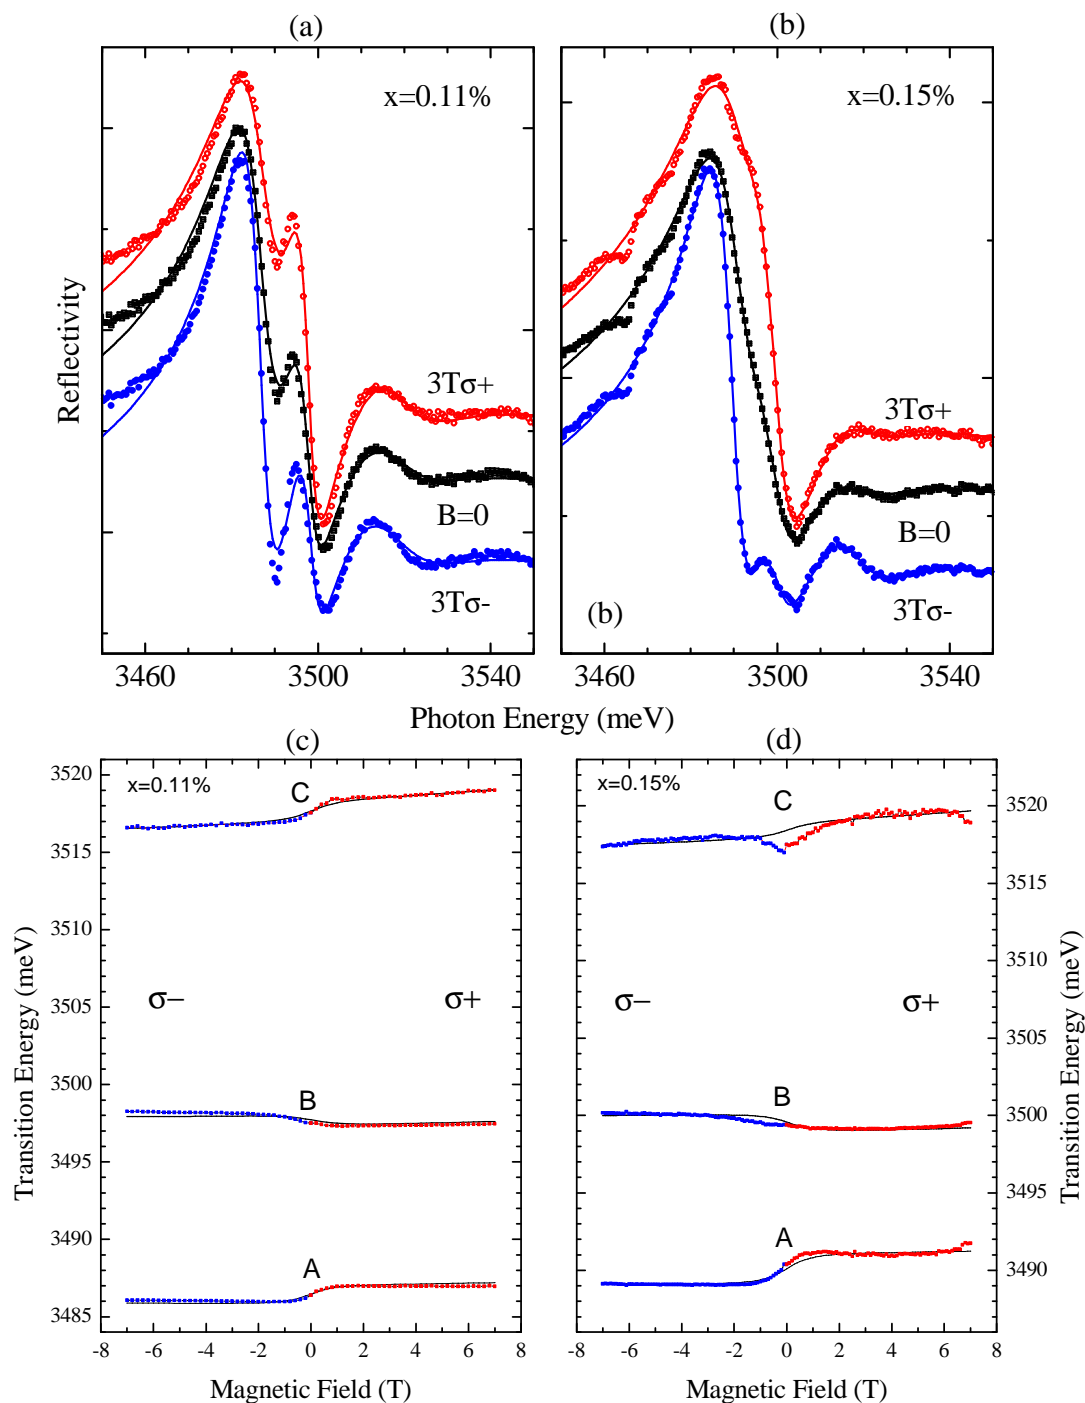 (a)
(b)
x=0.11%
x=0.15%
Reflectivity
3Tσ+
B=0
3Tσ-
3Tσ+
B=0
3Tσ-
(b)
3460 3500 3540
3460 3500 3540
Photon Energy (meV)
(c)
(d)
x=0.11%
C
B
A
σ−
σ+
3520
3515
3510
3505
3500
3495
3490
3485
Transition Energy (meV)
-8 -6 -4 -2 0 2 4 6 8
Magnetic Field (T)
x=0.15%
C
B
A
σ−
σ+
3520
3515
3510
3505
3500
3495
3490
Transition Energy (meV)
-8 -6 -4 -2 0 2 4 6 8
Magnetic Field (T)